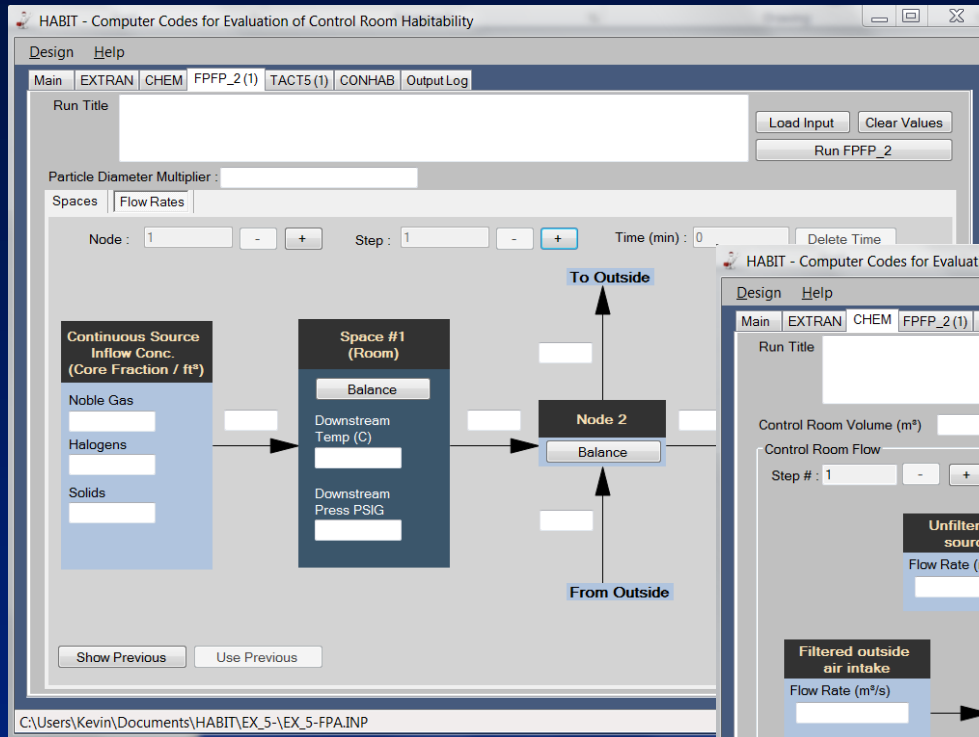 HABIT - Computer Codes for Evaluation of Control Room Habitability
Design Help
Main EXTRAN CHEM FPFP_2 (1) TACT5 (1) CONHAB Output Log
Run Title
Load Input Clear Values
Run FPFP_2
Particle Diameter Multiplier :
Spaces Flow Rates
Node : 1 - + Step : 1 - + Time (min) : 0 Delete Time
To Outside
Continuous Source
Inflow Conc.
(Core Fraction / ft³)
Noble Gas
Halogens
Solids
Space #1
(Room)
Balance
Downstream
Temp (C)
Downstream
Press PSIG
Node 2
Balance
From Outside
Show Previous Use Previous
C:\Users\Kevin\Documents\HABIT\EX_5-\EX_5-FPA.INP
HABIT - Computer Codes for Evaluat
Design Help
Main EXTRAN CHEM FPFP_2 (1)
Run Title
Control Room Volume (m³)
Control Room Flow
Step # : 1 - +
Unfilter
sourc
Flow Rate (
Filtered outside
air intake
Flow Rate (m³/s)